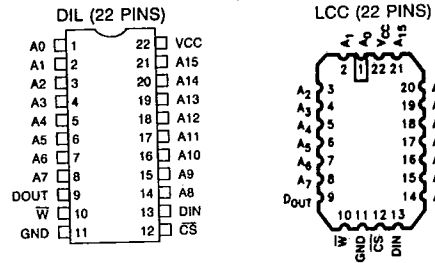 DIL (22 PINS)
A0 1 22 VCC
A1 2 21 A15
A2 3 20 A14
A3 4 19 A13
A4 5 18 A12
A5 6 17 A11
A6 7 16 A10
A7 8 15 A9
DOUT 9 14 A8
W̅ 10 13 DIN
GND 11 12 C̅S̅
LCC (22 PINS)
A1 A0 VCC A15
2 1 22 21
A2 3 20 A
A3 4 19 A
A4 5 18 A
A5 6 17 A
A6 7 16 A
A7 8 15 A
DOUT 9 14 A
10 11 12 13
W̅ GND C̅S̅ DIN